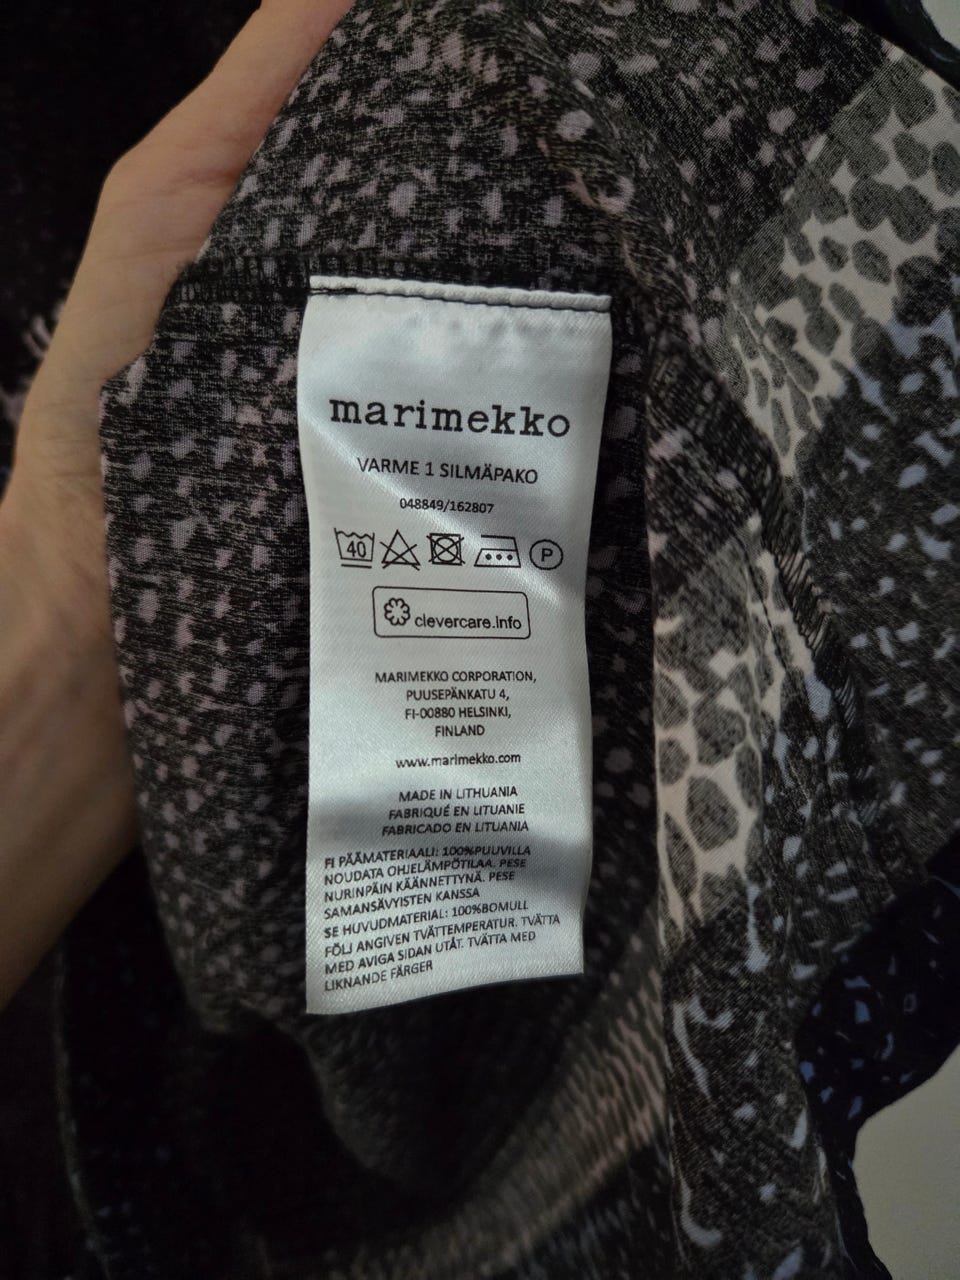 marimekko
VARME 1 SILMÄPAKO
048849/162807
40 P
clevercare.info
MARIMEKKO CORPORATION,
PUUSEPÄNKATU 4,
FI-00880 HELSINKI,
FINLAND
www.marimekko.com
MADE IN LITHUANIA
FABRIQUÉ EN LITUANIE
FABRICADO EN LITUANIA
FI PÄÄMATERIAALI: 100%PUUVILLA
NOUDATA OHJELÄMPÖTILAA. PESE
NURINPÄIN KÄÄNNETTYNÄ. PESE
SAMANSÄVYISTEN KANSSA
SE HUVUDMATERIAL: 100%BOMULL
FÖLJ ANGIVEN TVÄTTEMPERATUR. TVÄTTA
MED AVIGA SIDAN UTÅT. TVÄTTA MED
LIKNANDE FÄRGER